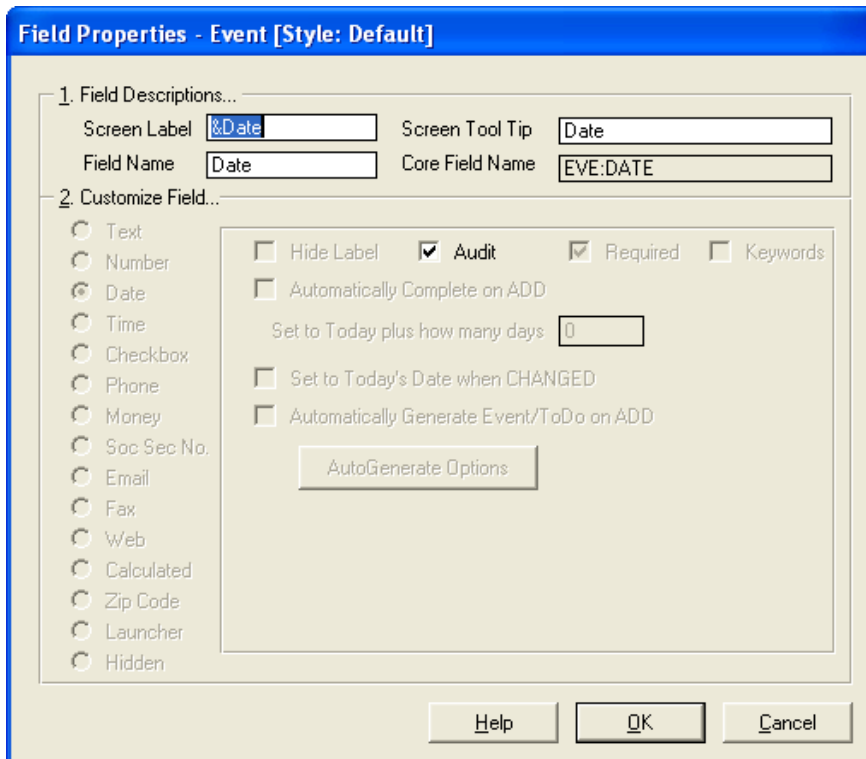 Field Properties - Event [Style: Default]
1. Field Descriptions...
Screen Label &Date Screen Tool Tip Date
Field Name Date Core Field Name EVE:DATE
2. Customize Field...
Text
Number
Date
Time
Checkbox
Phone
Money
Soc Sec No.
Email
Fax
Web
Calculated
Zip Code
Launcher
Hidden
Hide Label Audit Required Keywords
Automatically Complete on ADD
Set to Today plus how many days 0
Set to Today's Date when CHANGED
Automatically Generate Event/ToDo on ADD
AutoGenerate Options
Help OK Cancel